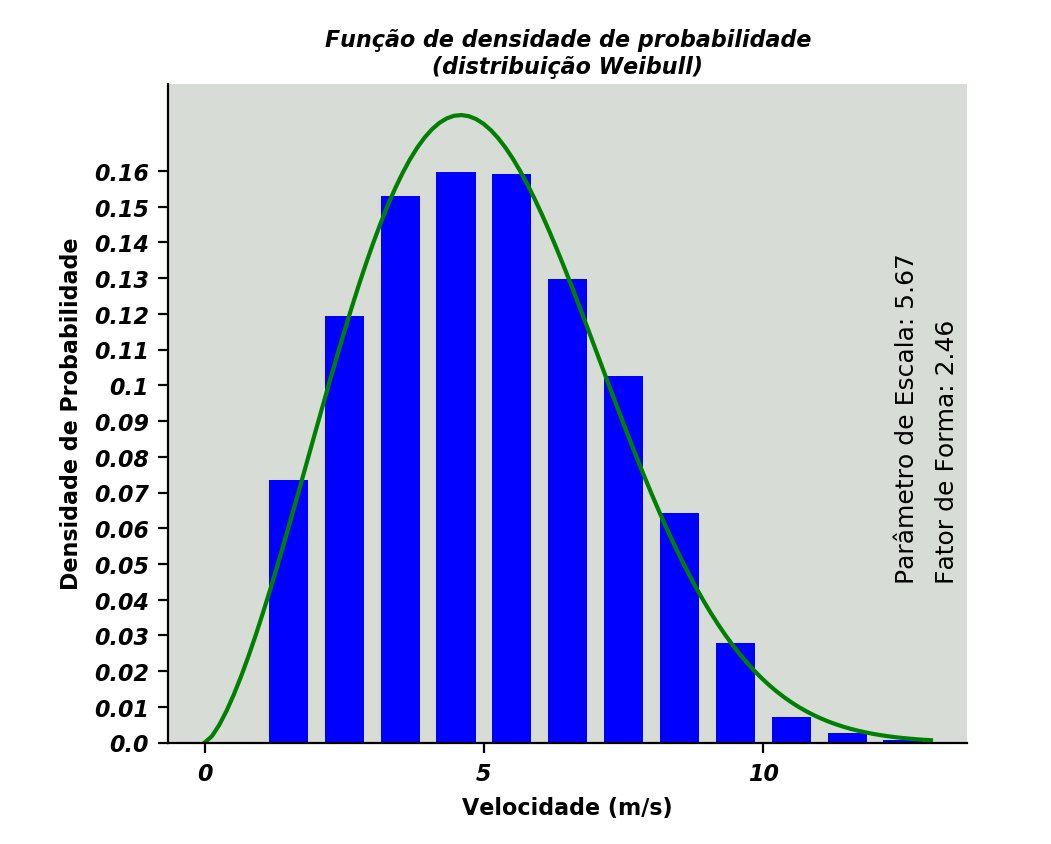 Função de densidade de probabilidade
(distribuição Weibull)
Densidade de Probabilidade
0.16
0.15
0.14
0.13
0.12
0.11
0.1
0.09
0.08
0.07
0.06
0.05
0.04
0.03
0.02
0.01
0.0
Parâmetro de Escala: 5.67
Fator de Forma: 2.46
0 5 10
Velocidade (m/s)